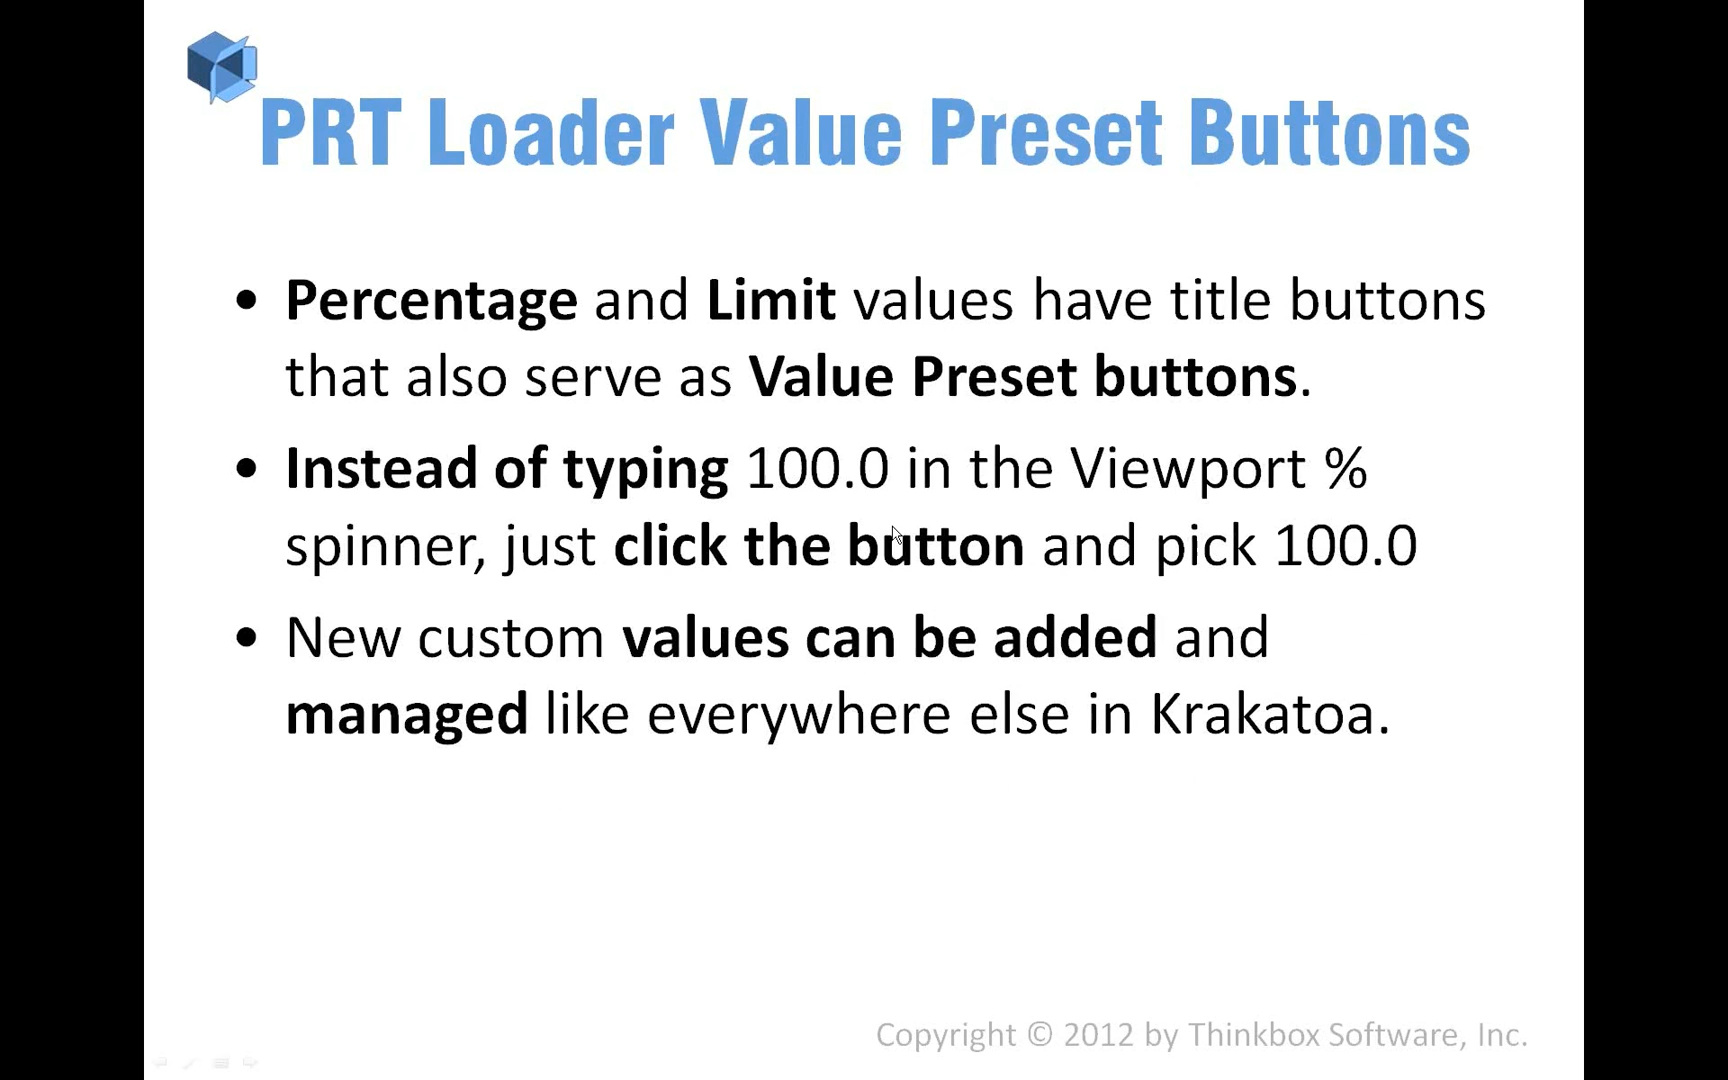 PRT Loader Value Preset Buttons
• Percentage and Limit values have title buttons
that also serve as Value Preset buttons.
• Instead of typing 100.0 in the Viewport %
spinner, just click the button and pick 100.0
• New custom values can be added and
managed like everywhere else in Krakatoa.
Copyright © 2012 by Thinkbox Software, Inc.